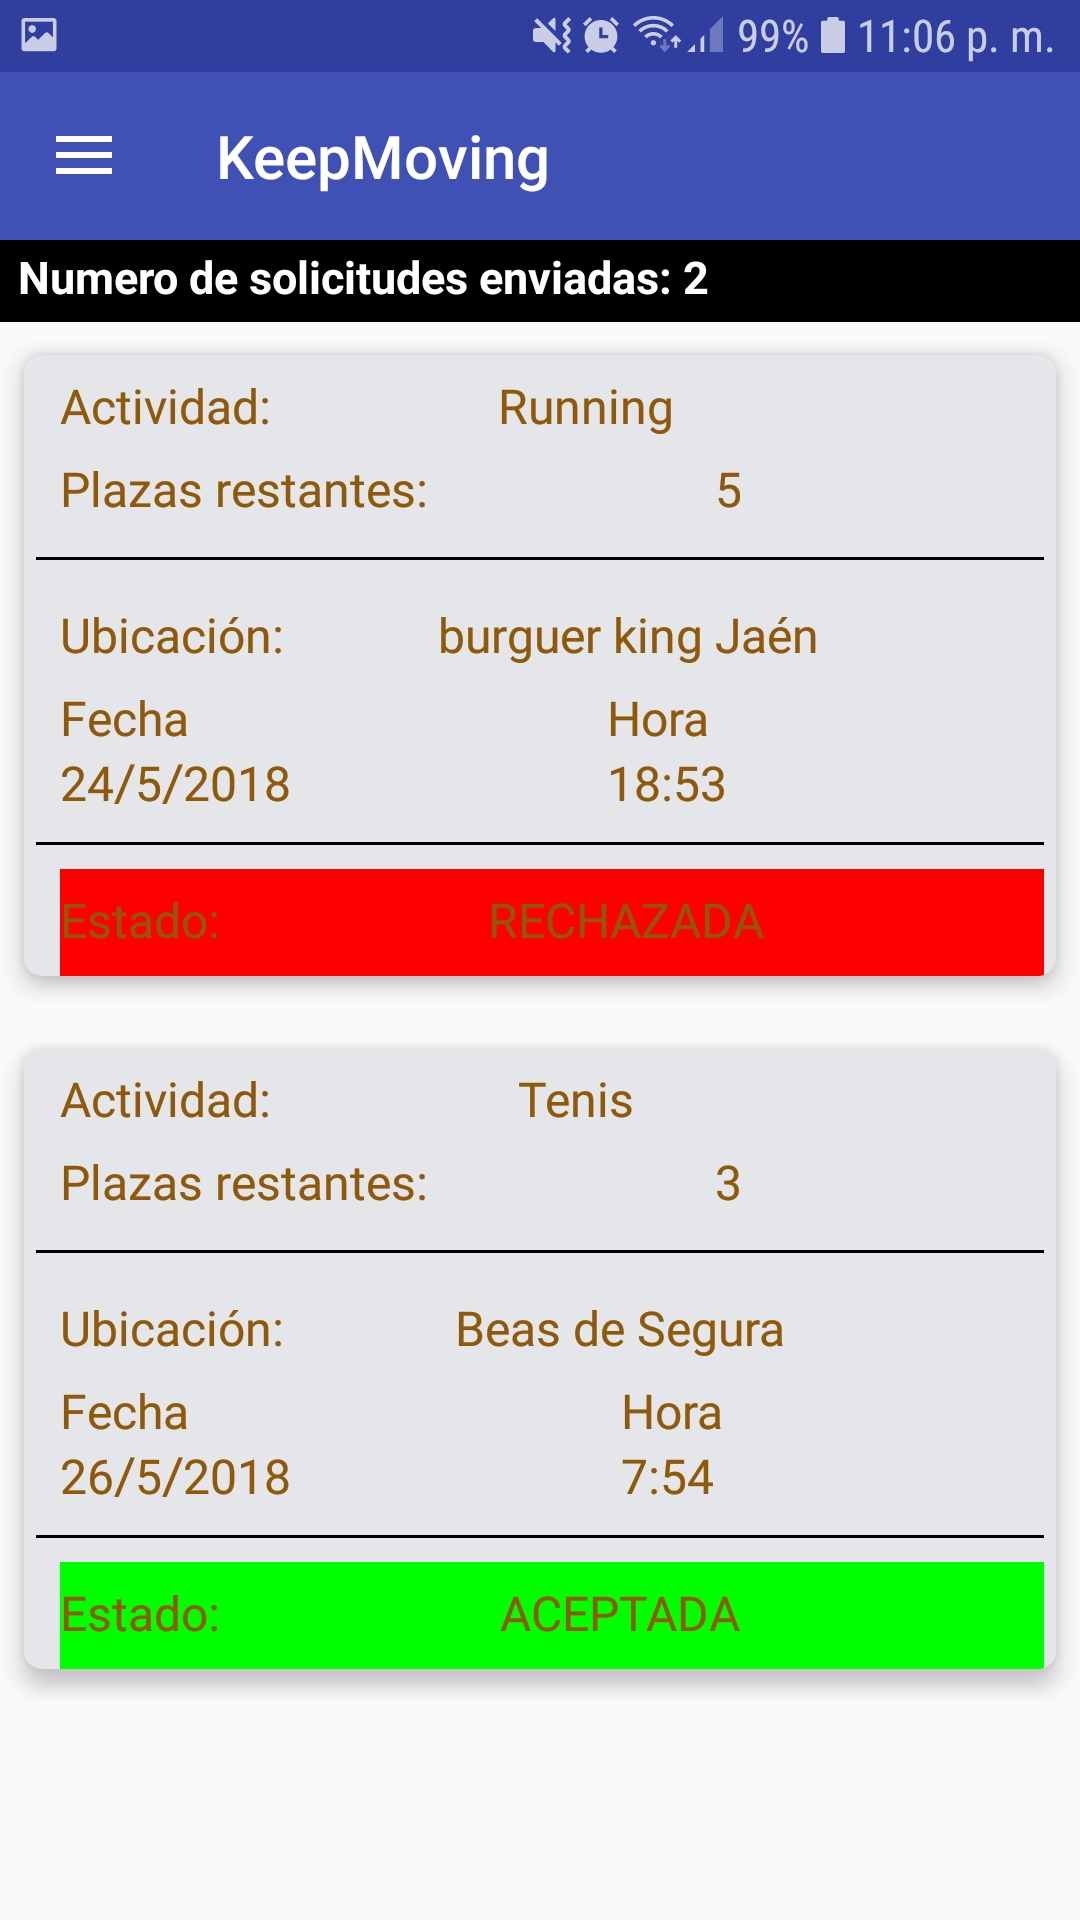 99% 11:06 p. m.
KeepMoving
Numero de solicitudes enviadas: 2
Actividad: Running
Plazas restantes: 5
Ubicación: burguer king Jaén
Fecha Hora
24/5/2018 18:53
Estado: RECHAZADA
Actividad: Tenis
Plazas restantes: 3
Ubicación: Beas de Segura
Fecha Hora
26/5/2018 7:54
Estado: ACEPTADA